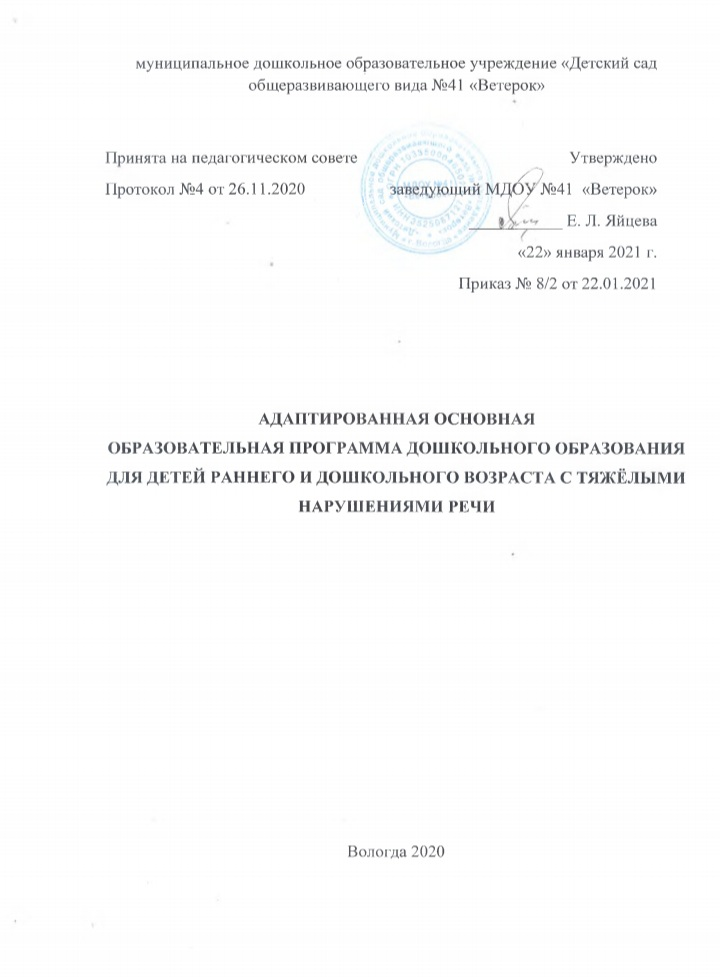 муниципальное дошкольное образовательное учреждение «Детский сад
общеразвивающего вида №41 «Ветерок»
Принята на педагогическом совете Утверждено
Протокол №4 от 26.11.2020 заведующий МДОУ №41 «Ветерок»
____________ Е. Л. Яйцева
«22» января 2021 г.
Приказ № 8/2 от 22.01.2021
АДАПТИРОВАННАЯ ОСНОВНАЯ
ОБРАЗОВАТЕЛЬНАЯ ПРОГРАММА ДОШКОЛЬНОГО ОБРАЗОВАНИЯ
ДЛЯ ДЕТЕЙ РАННЕГО И ДОШКОЛЬНОГО ВОЗРАСТА С ТЯЖЁЛЫМИ
НАРУШЕНИЯМИ РЕЧИ
Вологда 2020